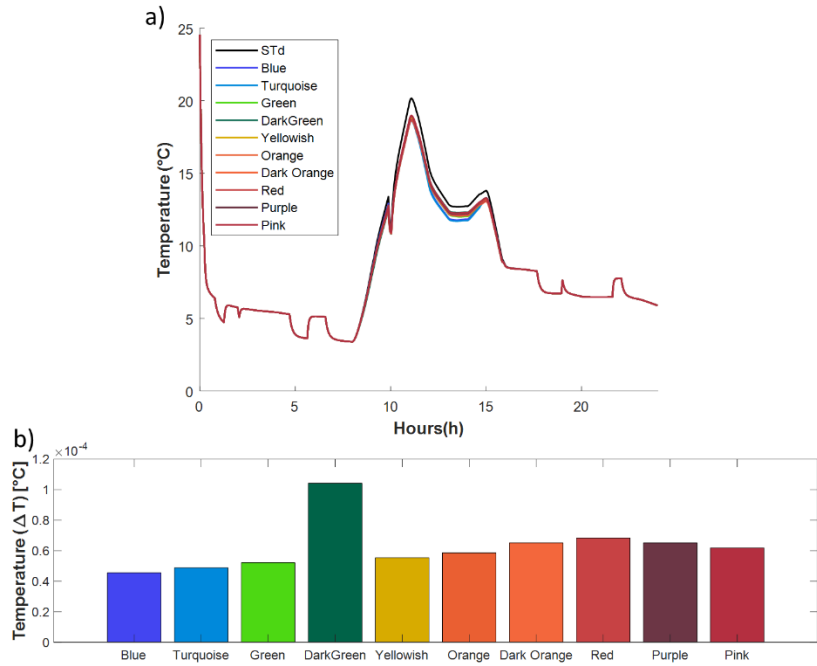 a)
25
20
15
10
5
0
Temperature (°C)
STd
Blue
Turquoise
Green
DarkGreen
Yellowish
Orange
Dark Orange
Red
Purple
Pink
0 5 10 15 20
Hours(h)
b)
×10⁻⁴
1.2
1
0.8
0.6
0.4
0.2
0
Temperature (ΔT) [°C]
Blue Turquoise Green DarkGreen Yellowish Orange Dark Orange Red Purple Pink